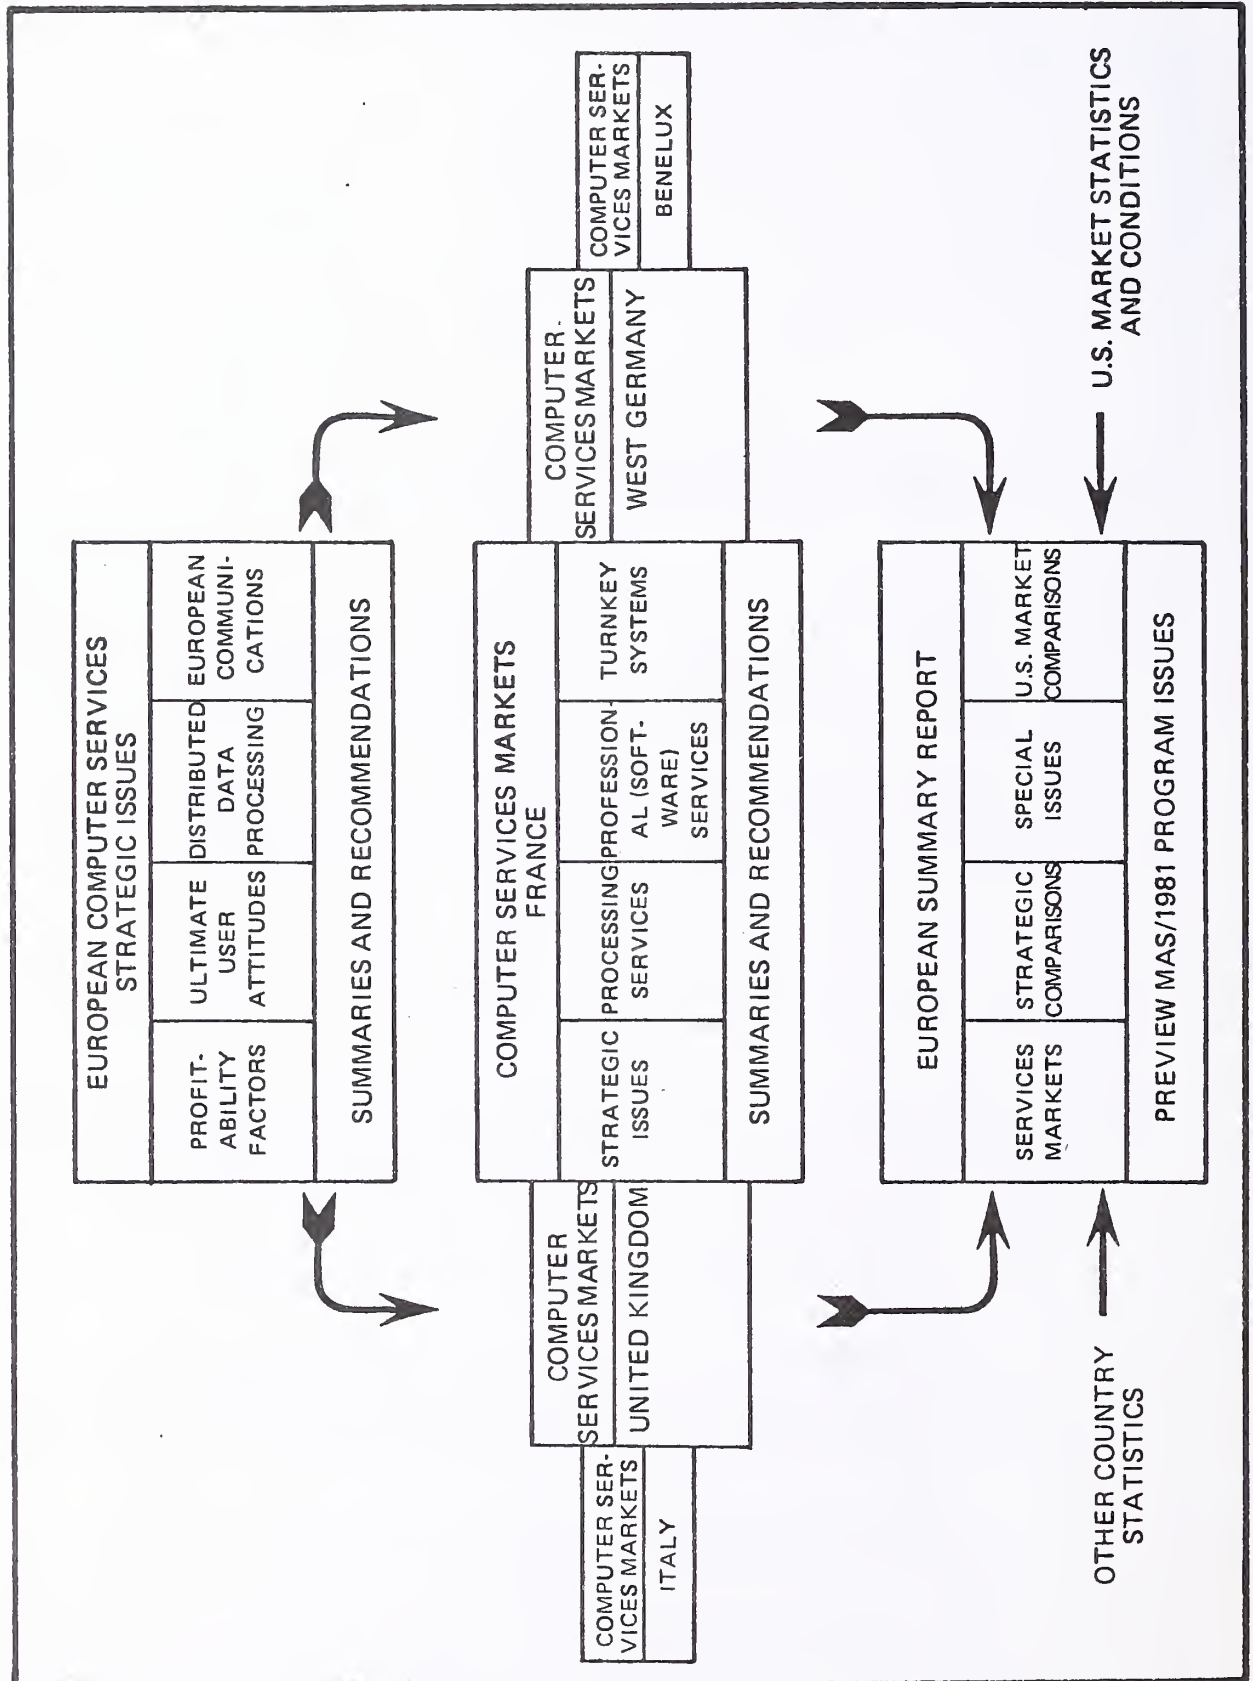 EUROPEAN COMPUTER SERVICES
STRATEGIC ISSUES
PROFIT-
ABILITY
FACTORS
ULTIMATE
USER
ATTITUDES
DISTRIBUTED
DATA
PROCESSING
EUROPEAN
COMMUNI-
CATIONS
SUMMARIES AND RECOMMENDATIONS
COMPUTER SER-
VICES MARKETS
ITALY
COMPUTER
SERVICES MARKETS
UNITED KINGDOM
COMPUTER SERVICES MARKETS
FRANCE
STRATEGIC
ISSUES
PROCESSING
SERVICES
PROFESSION-
AL (SOFT-
WARE)
SERVICES
TURNKEY
SYSTEMS
SUMMARIES AND RECOMMENDATIONS
COMPUTER
SERVICES MARKETS
WEST GERMANY
COMPUTER SER-
VICES MARKETS
BENELUX
EUROPEAN SUMMARY REPORT
SERVICES
MARKETS
STRATEGIC
COMPARISONS
SPECIAL
ISSUES
U.S. MARKET
COMPARISONS
PREVIEW MAS/1981 PROGRAM ISSUES
OTHER COUNTRY
STATISTICS
U.S. MARKET STATISTICS
AND CONDITIONS